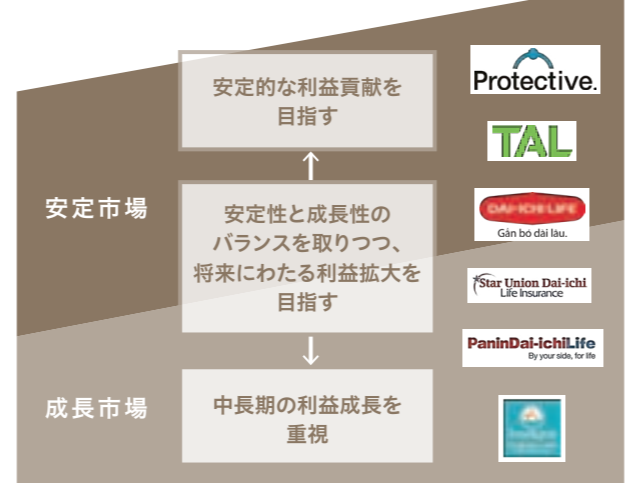 安定的な利益貢献を
目指す
安定市場
安定性と成長性の
バランスを取りつつ、
将来にわたる利益拡大を
目指す
成長市場
中長期の利益成長を
重視
Protective.
TAL
DAI-ICHI LIFE
Gắn bó dài lâu.
Star Union Dai-ichi
Life Insurance
PaninDai-ichiLife
By your side, for life